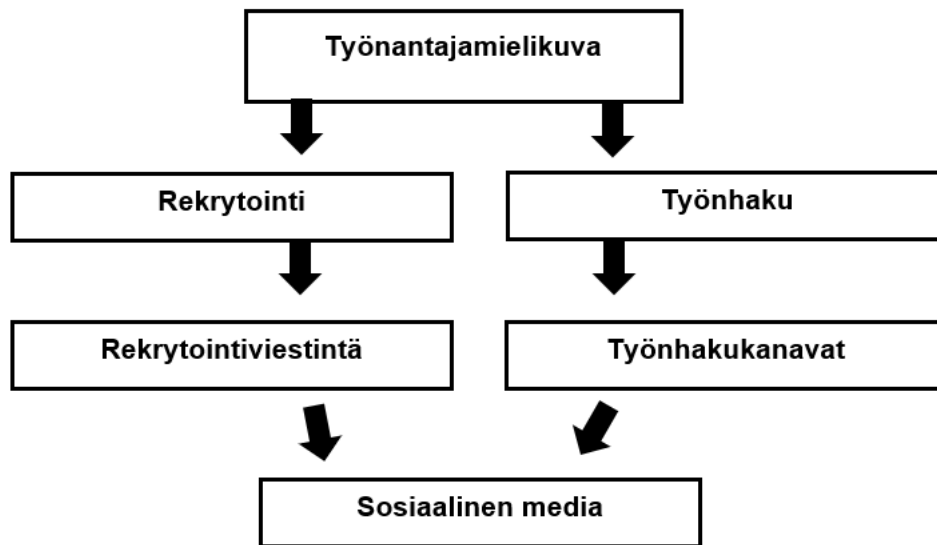 Työnantajamielikuva
Rekrytointi
Työnhaku
Rekrytointiviestintä
Työnhakukanavat
Sosiaalinen media